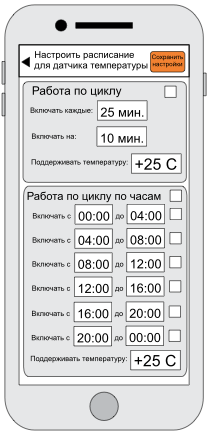 Настроить расписание
для датчика температуры
Сохранить
настройки
Работа по циклу
Включать каждые: 25 мин.
Включать на: 10 мин.
Поддерживать температуру: +25 С
Работа по циклу по часам
Включать с 00:00 до 04:00
Включать с 04:00 до 08:00
Включать с 08:00 до 12:00
Включать с 12:00 до 16:00
Включать с 16:00 до 20:00
Включать с 20:00 до 00:00
Поддерживать температуру: +25 С